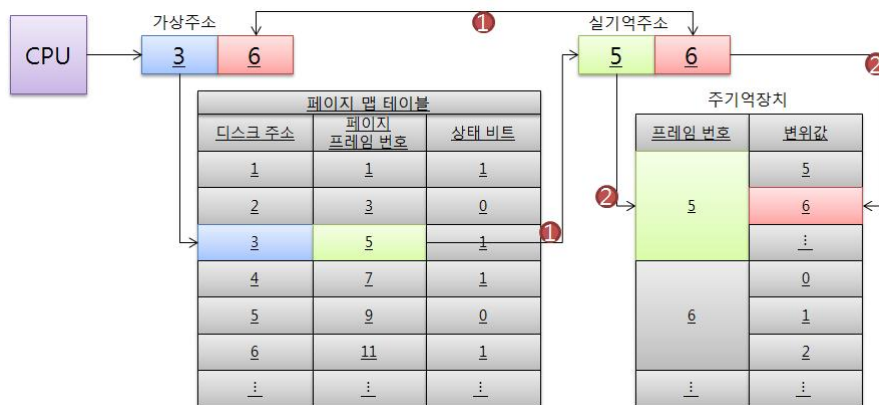 가상주소
1
실기억주소
CPU
3 6
5 6
2
페이지 맵 테이블
주기억장치
디스크 주소 페이지 프레임 번호 상태 비트
프레임 번호 변위값
1 1 1
5
2 3 0
2
5 6
3 5 1
1
⋮
4 7 1
0
5 9 0
6 1
6 11 1
2
⋮ ⋮ ⋮
⋮ ⋮